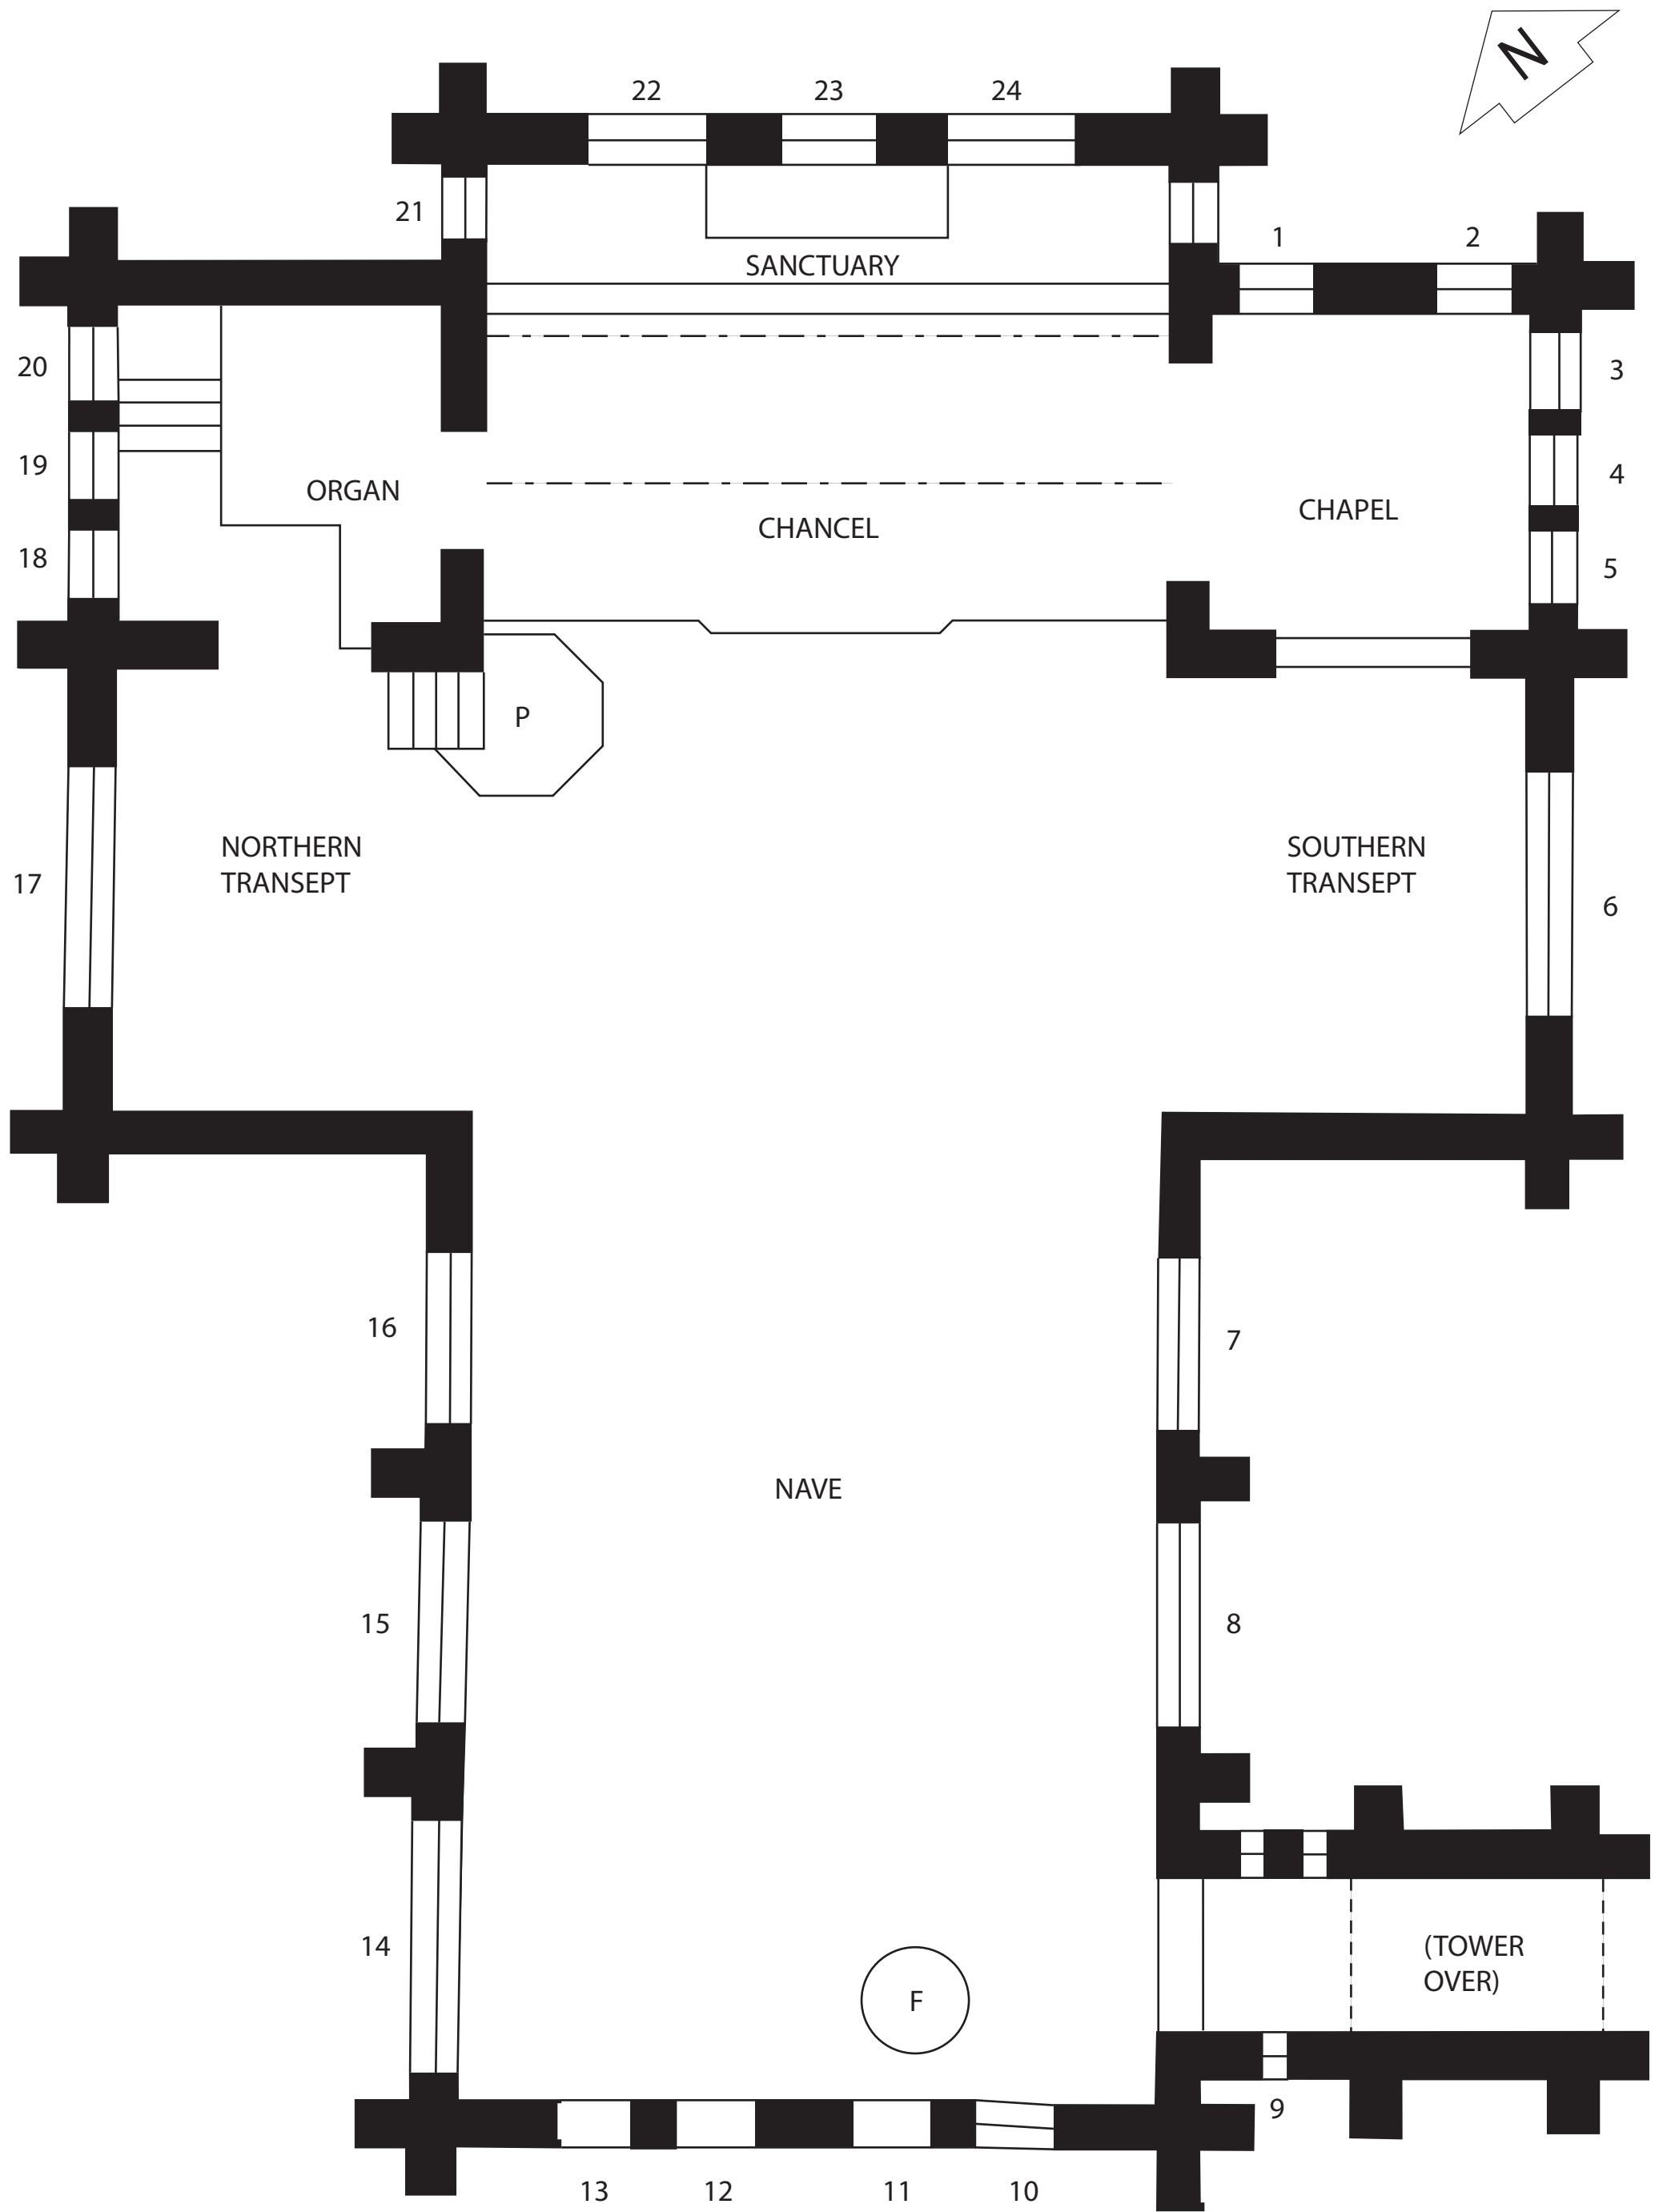 N
22
23
24
21
1
2
SANCTUARY
20
3
19
4
ORGAN
CHAPEL
CHANCEL
18
5
P
NORTHERN
TRANSEPT
SOUTHERN
TRANSEPT
17
6
16
7
NAVE
15
8
14
(TOWER
OVER)
F
9
13
12
11
10